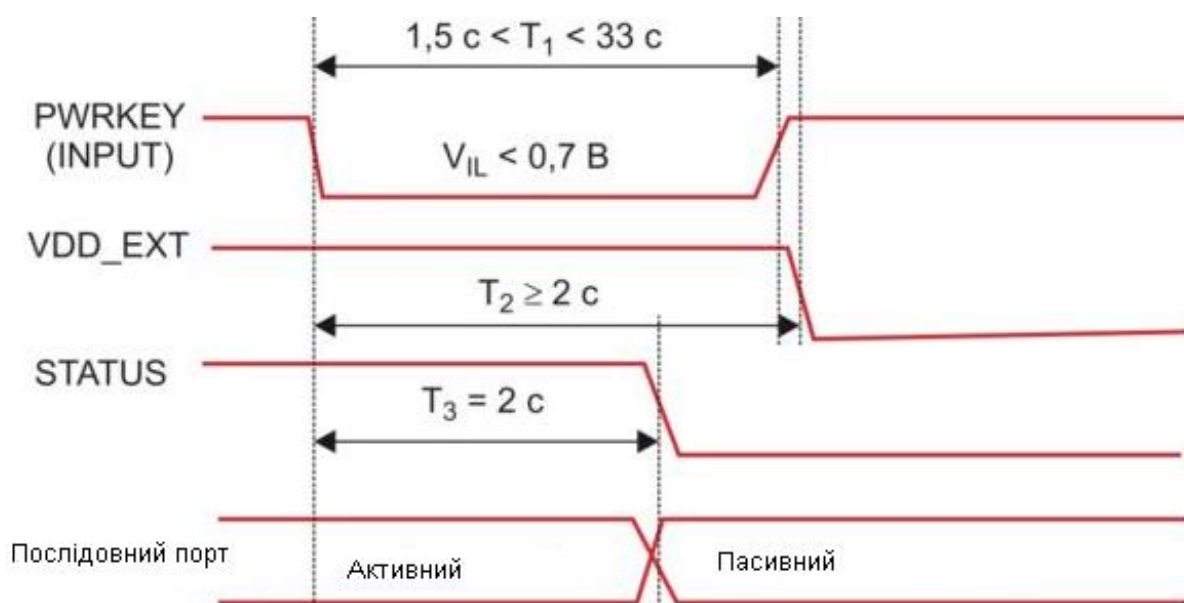 1,5 с < T1 < 33 с
PWRKEY
(INPUT)
VIL < 0,7 В
VDD_EXT
T2 ≥ 2 с
STATUS
T3 = 2 с
Послідовний порт
Активний
Пасивний